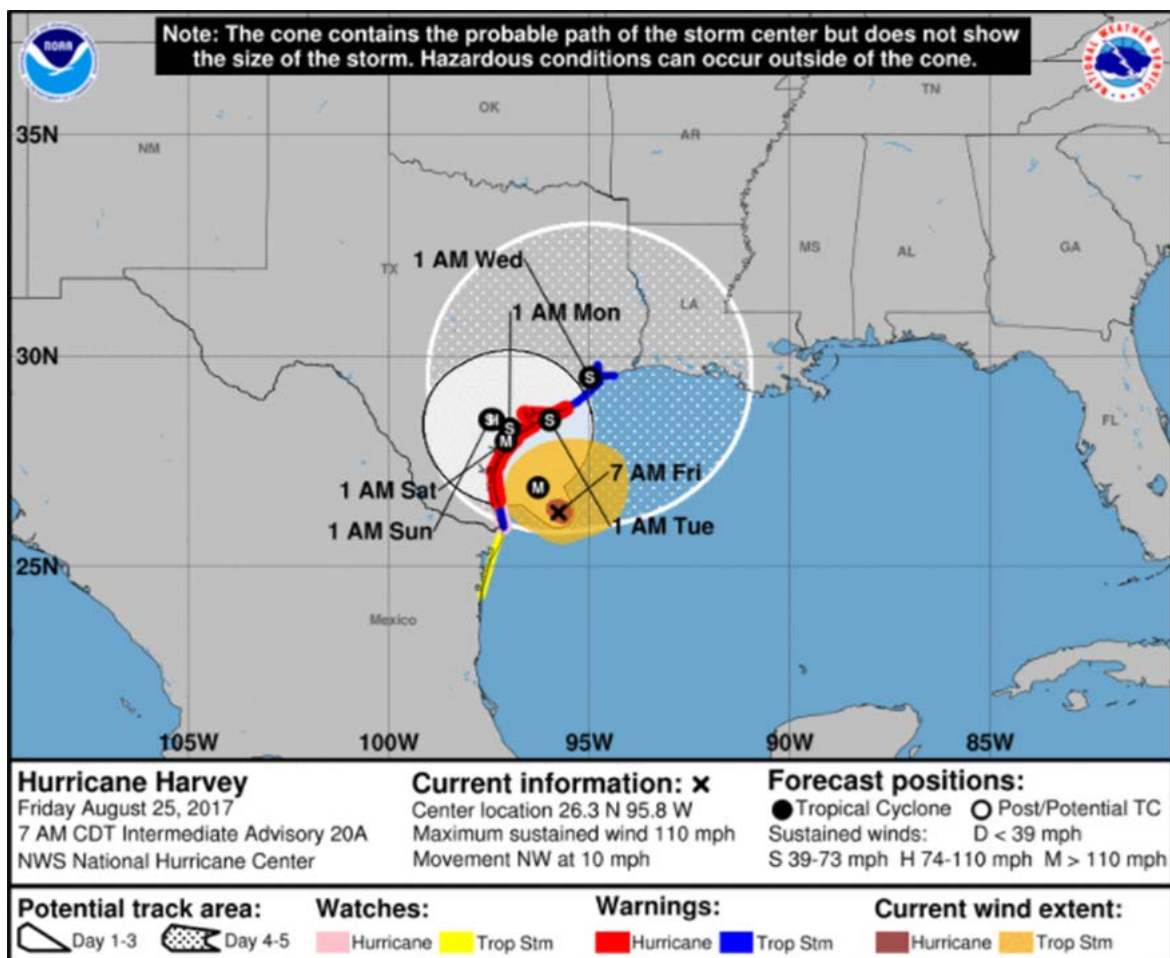 Note: The cone contains the probable path of the storm center but does not show
the size of the storm. Hazardous conditions can occur outside of the cone.
NOAA
NATIONAL WEATHER SERVICE
OK
TN
AR
35N
NM
MS
AL
GA
1 AM Wed
TX
LA
1 AM Mon
30N
FL
S
SH
S
S
M
7 AM Fri
1 AM Sat
M
1 AM Sun
1 AM Tue
25N
Mexico
105W
100W
95W
90W
85W
Hurricane Harvey
Friday August 25, 2017
7 AM CDT Intermediate Advisory 20A
NWS National Hurricane Center
Current information: x
Center location 26.3 N 95.8 W
Maximum sustained wind 110 mph
Movement NW at 10 mph
Forecast positions:
Tropical Cyclone Post/Potential TC
Sustained winds: D < 39 mph
S 39-73 mph H 74-110 mph M > 110 mph
Potential track area:
Day 1-3 Day 4-5
Watches:
Hurricane Trop Stm
Warnings:
Hurricane Trop Stm
Current wind extent:
Hurricane Trop Stm